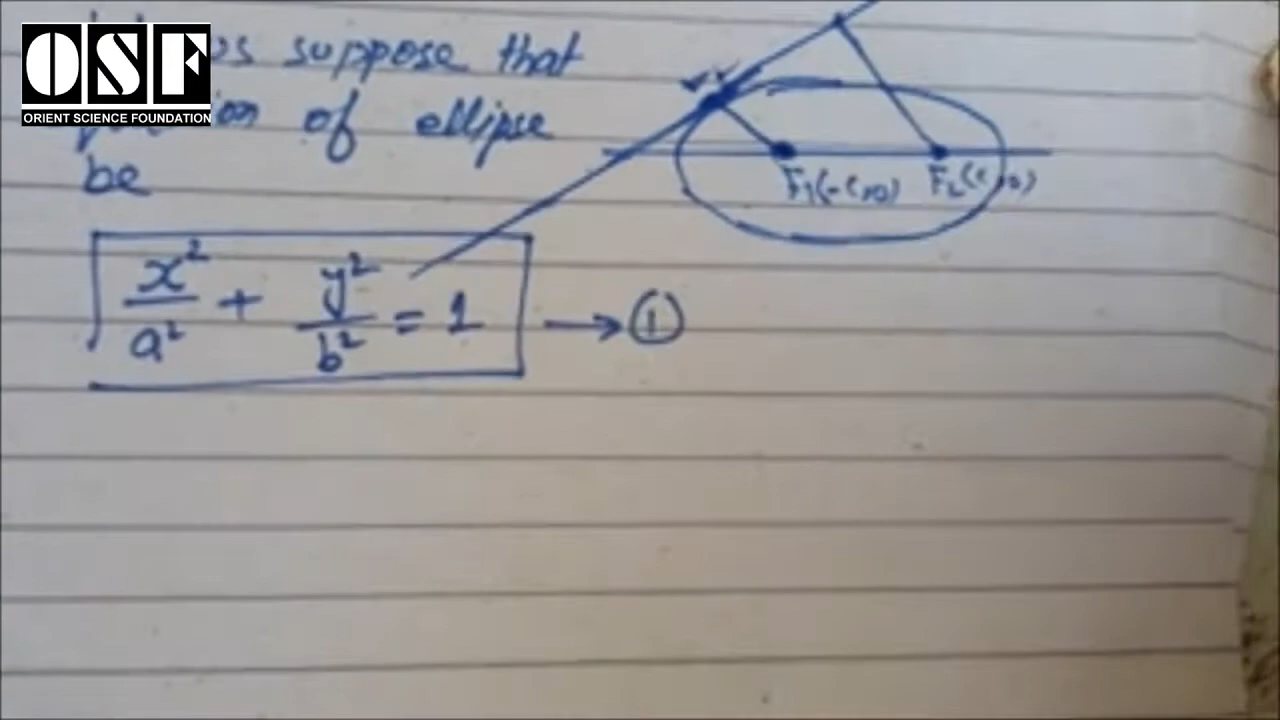 OSF
ORIENT SCIENCE FOUNDATION
suppose that
of ellipse
be
x²/a² + y²/b² = 1 → ①
F₁(-c,0) F₂(c,0)